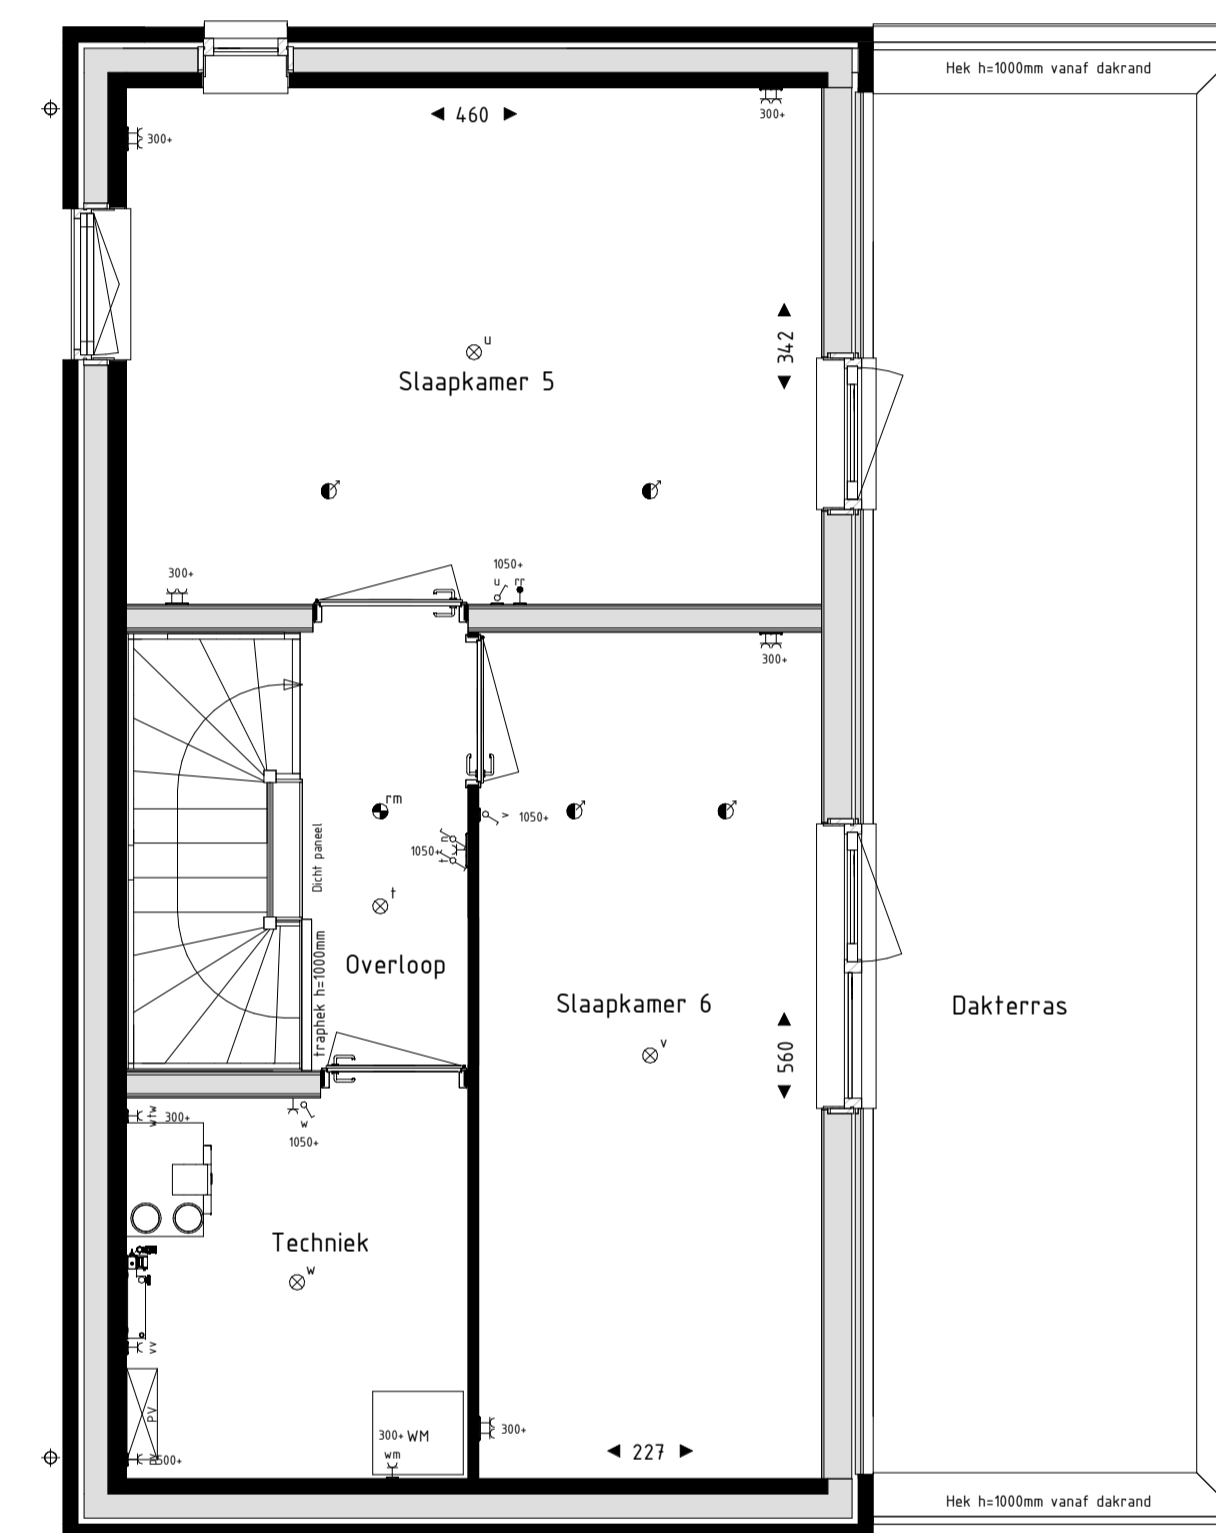 Hek h=1000mm vanaf dakrand
460
300+
300+
342
u
Slaapkamer 5
1050+
300+
u rr
300+
rm
v 1050+
n
1050+
t
Dicht paneel
t
Overloop
traphek h=1000mm
Slaapkamer 6
Dakterras
v
560
wtw 300+
w
1050+
Techniek
w
vv
PV
300+ WM
300+
wm
227
Hek h=1000mm vanaf dakrand